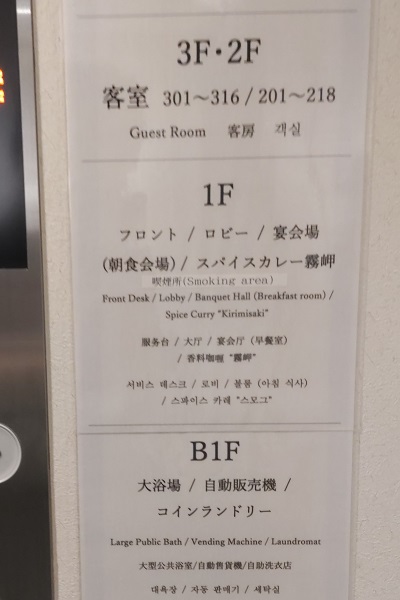 3F・2F
客室 301～316 / 201～218
Guest Room 客房 객실
1F
フロント / ロビー / 宴会場
(朝食会場) / スパイスカレー霧岬
喫煙所(Smoking area)
Front Desk / Lobby / Banquet Hall (Breakfast room) /
Spice Curry "Kirimisaki"
服务台 / 大厅 / 宴会厅 (早餐室)
/ 香料咖喱 "霧岬"
서비스 데스크 / 로비 / 볼룸 (아침 식사)
/ 스파이스 카레 "스모그"
B1F
大浴場 / 自動販売機 /
コインランドリー
Large Public Bath / Vending Machine / Laundromat
大型公共浴室/自動售貨機/自助洗衣店
대욕장 / 자동 판매기 / 세탁실